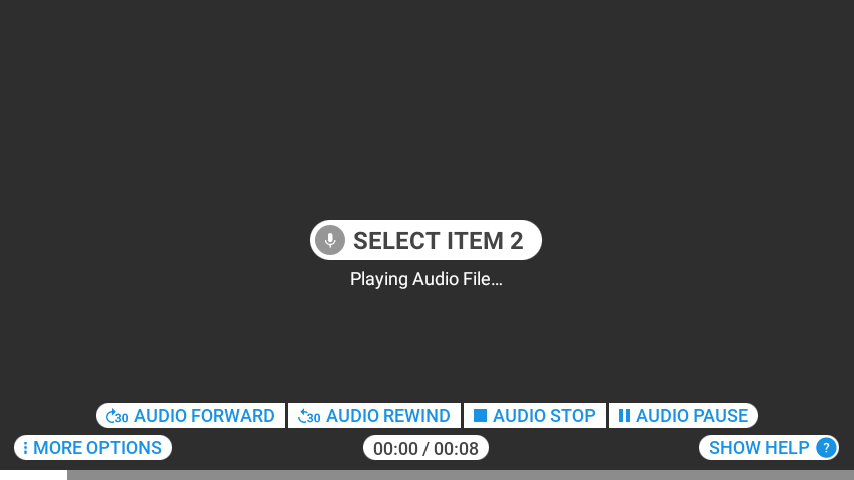 SELECT ITEM 2
Playing Audio File...
30 AUDIO FORWARD 30 AUDIO REWIND AUDIO STOP AUDIO PAUSE
MORE OPTIONS 00:00 / 00:08 SHOW HELP ?